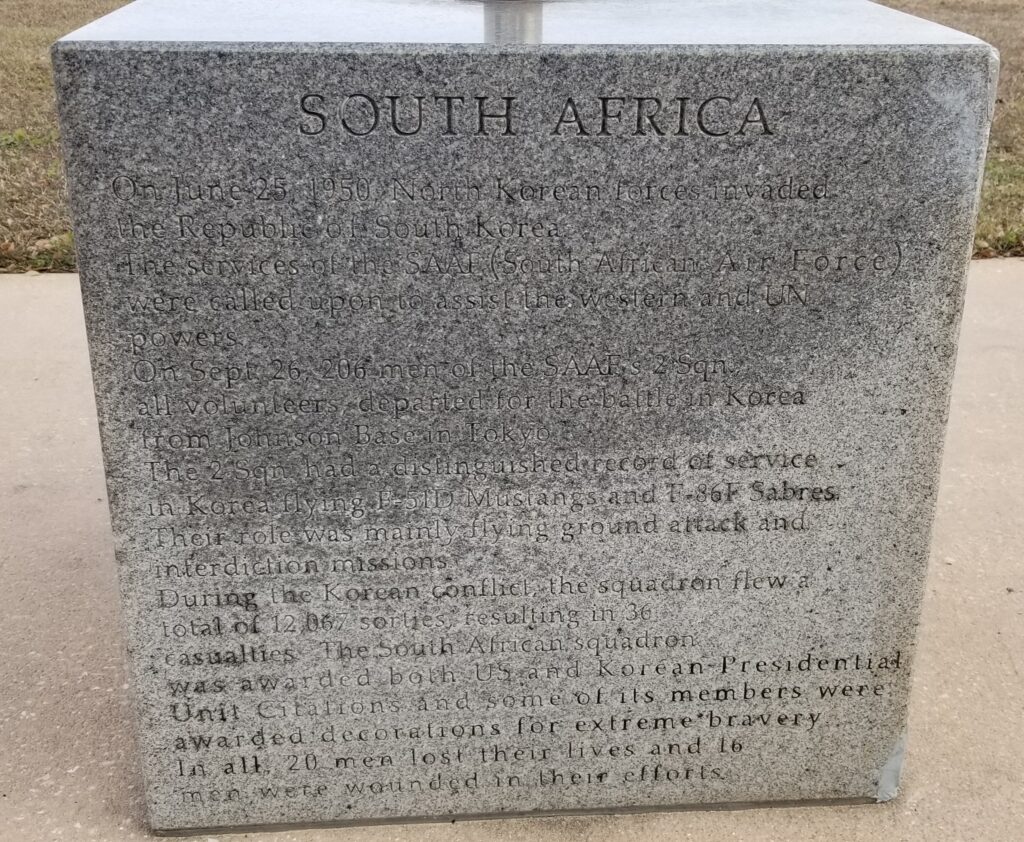 SOUTH AFRICA
On June 25, 1950, North Korean forces invaded
the Republic of South Korea.
The services of the SAAF (South African Air Force)
were called upon to assist the western and UN
powers.
On Sept. 26, 206 men of the SAAF's 2 Sqn.
all volunteers, departed for the battle in Korea
from Johnson Base in Tokyo.
The 2 Sqn. had a distinguished record of service
in Korea flying F-51D Mustangs and F-86F Sabres.
Their role was mainly flying ground attack and
interdiction missions.
During the Korean conflict, the squadron flew a
total of 12,067 sorties, resulting in 36
casualties. The South African squadron
was awarded both US and Korean Presidential
Unit Citations and some of its members were
awarded decorations for extreme bravery.
In all, 20 men lost their lives and 16
men were wounded in their efforts.